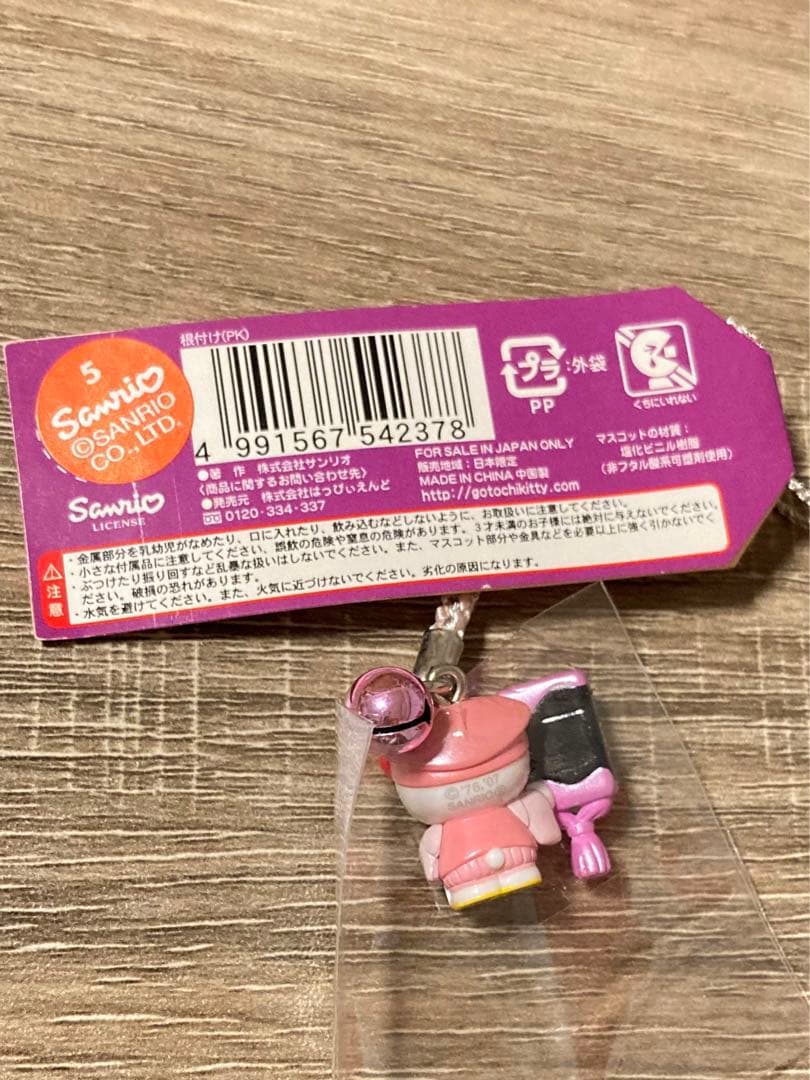 5
Sanrio
©SANRIO
CO.,LTD.
Sanrio
LICENSE
根付け(PK)
4 991567 542378
プラ:外袋
PP
くちにいれない
●著 作 株式会社サンリオ
〈商品に関するお問い合わせ先〉
●発売元 株式会社はっぴぃえんど
0120-334-337
FOR SALE IN JAPAN ONLY
販売地域:日本限定
MADE IN CHINA 中国製
http://gotochikitty.com
マスコットの材質:
塩化ビニル樹脂
(非フタル酸系可塑剤使用)
注意
・金属部分を乳幼児がなめたり、口に入れたり、飲み込むなどしないように、お取扱いに注意してください。
・小さな付属品に注意してください、誤飲の危険や窒息の危険があります。3才未満のお子様には絶対に与えないでください。
・ぶつけたり振り回すなど乱暴な扱いはしないでください。また、マスコット部分や金具などを必要以上に強く引かないでく
ださい。破損の恐れがあります。
・水気を避けてください。また、火気に近づけないでください。劣化の原因になります。
©'76,'07
SANRIO®